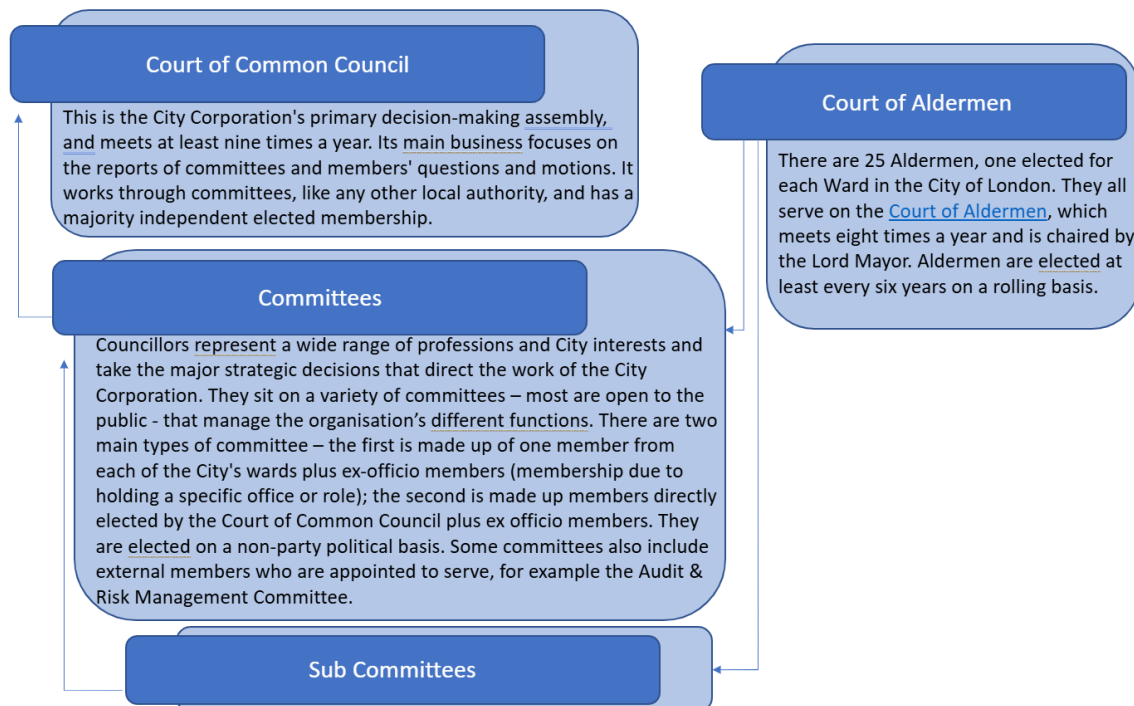 Court of Common Council
This is the City Corporation's primary decision-making assembly,
and meets at least nine times a year. Its main business focuses on
the reports of committees and members' questions and motions. It
works through committees, like any other local authority, and has a
majority independent elected membership.
Court of Aldermen
There are 25 Aldermen, one elected for
each Ward in the City of London. They all
serve on the Court of Aldermen, which
meets eight times a year and is chaired by
the Lord Mayor. Aldermen are elected at
least every six years on a rolling basis.
Committees
Councillors represent a wide range of professions and City interests and
take the major strategic decisions that direct the work of the City
Corporation. They sit on a variety of committees – most are open to the
public - that manage the organisation’s different functions. There are two
main types of committee – the first is made up of one member from
each of the City's wards plus ex-officio members (membership due to
holding a specific office or role); the second is made up members directly
elected by the Court of Common Council plus ex officio members. They
are elected on a non-party political basis. Some committees also include
external members who are appointed to serve, for example the Audit &
Risk Management Committee.
Sub Committees